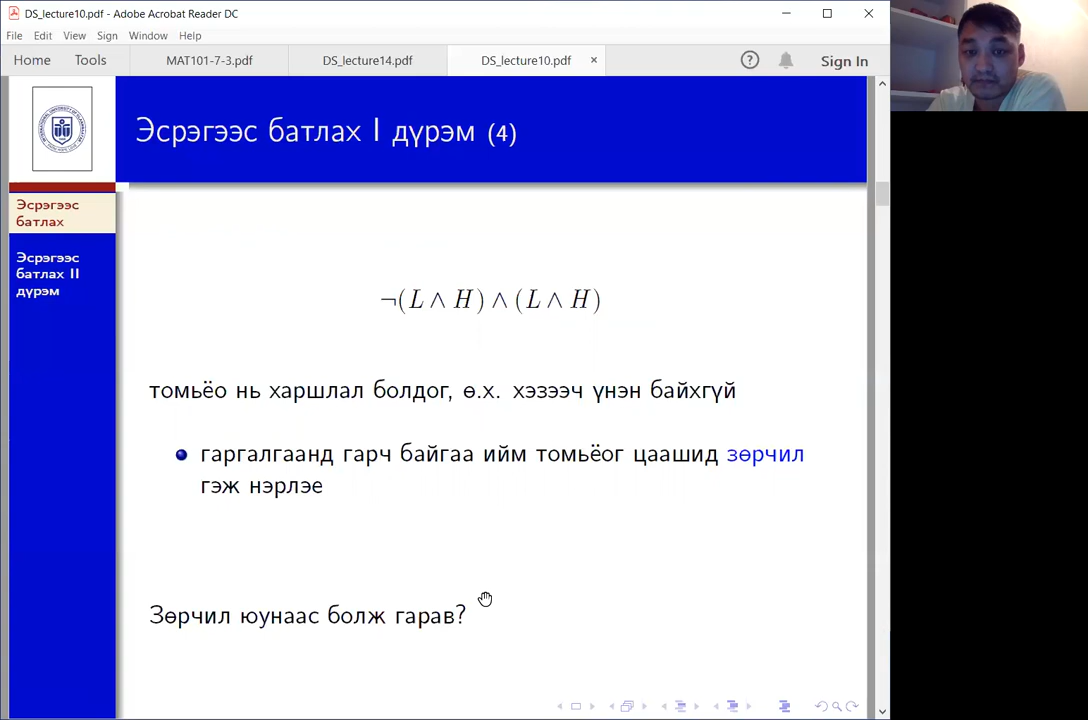 DS_lecture10.pdf - Adobe Acrobat Reader DC
File Edit View Sign Window Help
Home Tools MAT101-7-3.pdf DS_lecture14.pdf DS_lecture10.pdf × ? Sign In
Эсрэгээс батлах I дүрэм (4)
Эсрэгээс
батлах
Эсрэгээс
батлах II
дүрэм
¬(L ∧ H) ∧ (L ∧ H)
томьёо нь харшлал болдог, ө.х. хэзээч үнэн байхгүй
гаргалгаанд гарч байгаа ийм томьёог цаашид зөрчил
гэж нэрлэе
Зөрчил юунаас болж гарав?